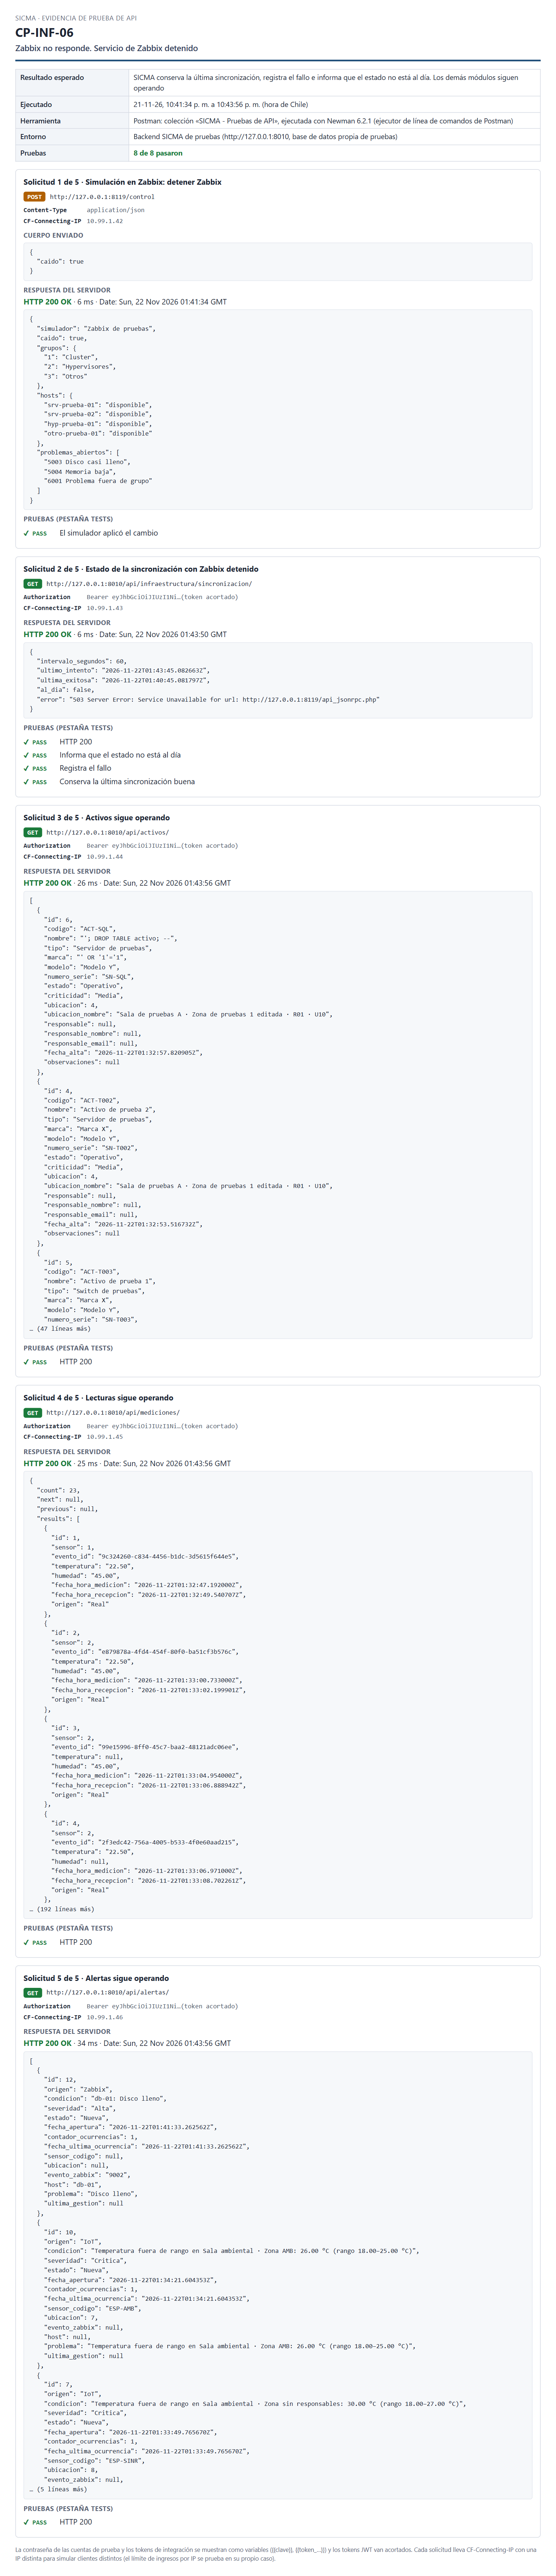 SICMA · EVIDENCIA DE PRUEBA DE API
CP-INF-06
Zabbix no responde. Servicio de Zabbix detenido
Resultado esperado
SICMA conserva la última sincronización, registra el fallo e informa que el estado no está al día. Los demás módulos siguen
operando
Ejecutado
21-11-26, 10:41:34 p. m. a 10:43:56 p. m. (hora de Chile)
Herramienta
Postman: colección «SICMA - Pruebas de API», ejecutada con Newman 6.2.1 (ejecutor de línea de comandos de Postman)
Entorno
Backend SICMA de pruebas (http://127.0.0.1:8010, base de datos propia de pruebas)
Pruebas
8 de 8 pasaron
Solicitud 1 de 5 · Simulación en Zabbix: detener Zabbix
POST http://127.0.0.1:8119/control
Content-Type application/json
CF-Connecting-IP 10.99.1.42
CUERPO ENVIADO
{
"caido": true
}
RESPUESTA DEL SERVIDOR
HTTP 200 OK · 6 ms · Date: Sun, 22 Nov 2026 01:41:34 GMT
{
"simulador": "Zabbix de pruebas",
"caido": true,
"grupos": {
"1": "Cluster",
"2": "Hypervisores",
"3": "Otros"
},
"hosts": {
"srv-prueba-01": "disponible",
"srv-prueba-02": "disponible",
"hyp-prueba-01": "disponible",
"otro-prueba-01": "disponible"
},
"problemas_abiertos": [
"5003 Disco casi lleno",
"5004 Memoria baja",
"6001 Problema fuera de grupo"
]
}
PRUEBAS (PESTAÑA TESTS)
✓ PASS El simulador aplicó el cambio
Solicitud 2 de 5 · Estado de la sincronización con Zabbix detenido
GET http://127.0.0.1:8010/api/infraestructura/sincronizacion/
Authorization Bearer eyJhbGciOiJIUzI1Ni…(token acortado)
CF-Connecting-IP 10.99.1.43
RESPUESTA DEL SERVIDOR
HTTP 200 OK · 6 ms · Date: Sun, 22 Nov 2026 01:43:50 GMT
{
"intervalo_segundos": 60,
"ultimo_intento": "2026-11-22T01:43:45.082663Z",
"ultima_exitosa": "2026-11-22T01:40:45.081797Z",
"al_dia": false,
"error": "503 Server Error: Service Unavailable for url: http://127.0.0.1:8119/api_jsonrpc.php"
}
PRUEBAS (PESTAÑA TESTS)
✓ PASS HTTP 200
✓ PASS Informa que el estado no está al día
✓ PASS Registra el fallo
✓ PASS Conserva la última sincronización buena
Solicitud 3 de 5 · Activos sigue operando
GET http://127.0.0.1:8010/api/activos/
Authorization Bearer eyJhbGciOiJIUzI1Ni…(token acortado)
CF-Connecting-IP 10.99.1.44
RESPUESTA DEL SERVIDOR
HTTP 200 OK · 26 ms · Date: Sun, 22 Nov 2026 01:43:56 GMT
[
{
"id": 6,
"codigo": "ACT-SQL",
"nombre": "'; DROP TABLE activo; --",
"tipo": "Servidor de pruebas",
"marca": "' OR '1'='1",
"modelo": "Modelo Y",
"numero_serie": "SN-SQL",
"estado": "Operativo",
"criticidad": "Media",
"ubicacion": 4,
"ubicacion_nombre": "Sala de pruebas A · Zona de pruebas 1 editada · R01 · U10",
"responsable": null,
"responsable_nombre": null,
"responsable_email": null,
"fecha_alta": "2026-11-22T01:32:57.820905Z",
"observaciones": null
},
{
"id": 4,
"codigo": "ACT-T002",
"nombre": "Activo de prueba 2",
"tipo": "Servidor de pruebas",
"marca": "Marca X",
"modelo": "Modelo Y",
"numero_serie": "SN-T002",
"estado": "Operativo",
"criticidad": "Media",
"ubicacion": 4,
"ubicacion_nombre": "Sala de pruebas A · Zona de pruebas 1 editada · R01 · U10",
"responsable": null,
"responsable_nombre": null,
"responsable_email": null,
"fecha_alta": "2026-11-22T01:32:53.516732Z",
"observaciones": null
},
{
"id": 5,
"codigo": "ACT-T003",
"nombre": "Activo de prueba 1",
"tipo": "Switch de pruebas",
"marca": "Marca X",
"modelo": "Modelo Y",
"numero_serie": "SN-T003",
… (47 líneas más)
PRUEBAS (PESTAÑA TESTS)
✓ PASS HTTP 200
Solicitud 4 de 5 · Lecturas sigue operando
GET http://127.0.0.1:8010/api/mediciones/
Authorization Bearer eyJhbGciOiJIUzI1Ni…(token acortado)
CF-Connecting-IP 10.99.1.45
RESPUESTA DEL SERVIDOR
HTTP 200 OK · 25 ms · Date: Sun, 22 Nov 2026 01:43:56 GMT
{
"count": 23,
"next": null,
"previous": null,
"results": [
{
"id": 1,
"sensor": 1,
"evento_id": "9c324260-c834-4456-b1dc-3d5615f644e5",
"temperatura": "22.50",
"humedad": "45.00",
"fecha_hora_medicion": "2026-11-22T01:32:47.192000Z",
"fecha_hora_recepcion": "2026-11-22T01:32:49.540707Z",
"origen": "Real"
},
{
"id": 2,
"sensor": 2,
"evento_id": "e879878a-4fd4-454f-80f0-ba51cf3b576c",
"temperatura": "22.50",
"humedad": "45.00",
"fecha_hora_medicion": "2026-11-22T01:33:00.733000Z",
"fecha_hora_recepcion": "2026-11-22T01:33:02.199901Z",
"origen": "Real"
},
{
"id": 3,
"sensor": 2,
"evento_id": "99e15996-8ff0-45c7-baa2-48121adc06ee",
"temperatura": null,
"humedad": "45.00",
"fecha_hora_medicion": "2026-11-22T01:33:04.954000Z",
"fecha_hora_recepcion": "2026-11-22T01:33:06.888942Z",
"origen": "Real"
},
{
"id": 4,
"sensor": 2,
"evento_id": "2f3edc42-756a-4005-b533-4f0e60aad215",
"temperatura": "22.50",
"humedad": null,
"fecha_hora_medicion": "2026-11-22T01:33:06.971000Z",
"fecha_hora_recepcion": "2026-11-22T01:33:08.702261Z",
"origen": "Real"
},
… (192 líneas más)
PRUEBAS (PESTAÑA TESTS)
✓ PASS HTTP 200
Solicitud 5 de 5 · Alertas sigue operando
GET http://127.0.0.1:8010/api/alertas/
Authorization Bearer eyJhbGciOiJIUzI1Ni…(token acortado)
CF-Connecting-IP 10.99.1.46
RESPUESTA DEL SERVIDOR
HTTP 200 OK · 34 ms · Date: Sun, 22 Nov 2026 01:43:56 GMT
[
{
"id": 12,
"origen": "Zabbix",
"condicion": "db-01: Disco lleno",
"severidad": "Alta",
"estado": "Nueva",
"fecha_apertura": "2026-11-22T01:41:33.262562Z",
"contador_ocurrencias": 1,
"fecha_ultima_ocurrencia": "2026-11-22T01:41:33.262562Z",
"sensor_codigo": null,
"ubicacion": null,
"evento_zabbix": "9002",
"host": "db-01",
"problema": "Disco lleno",
"ultima_gestion": null
},
{
"id": 10,
"origen": "IoT",
"condicion": "Temperatura fuera de rango en Sala ambiental · Zona AMB: 26.00 °C (rango 18.00–25.00 °C)",
"severidad": "Crítica",
"estado": "Nueva",
"fecha_apertura": "2026-11-22T01:34:21.604353Z",
"contador_ocurrencias": 1,
"fecha_ultima_ocurrencia": "2026-11-22T01:34:21.604353Z",
"sensor_codigo": "ESP-AMB",
"ubicacion": 7,
"evento_zabbix": null,
"host": null,
"problema": "Temperatura fuera de rango en Sala ambiental · Zona AMB: 26.00 °C (rango 18.00–25.00 °C)",
"ultima_gestion": null
},
{
"id": 7,
"origen": "IoT",
"condicion": "Temperatura fuera de rango en Sala ambiental · Zona sin responsables: 30.00 °C (rango 18.00–27.00 °C)",
"severidad": "Crítica",
"estado": "Nueva",
"fecha_apertura": "2026-11-22T01:33:49.765670Z",
"contador_ocurrencias": 1,
"fecha_ultima_ocurrencia": "2026-11-22T01:33:49.765670Z",
"sensor_codigo": "ESP-SINR",
"ubicacion": 8,
"evento_zabbix": null,
… (5 líneas más)
PRUEBAS (PESTAÑA TESTS)
✓ PASS HTTP 200
La contraseña de las cuentas de prueba y los tokens de integración se muestran como variables ({{clave}}, {{token_…}}) y los tokens JWT van acortados. Cada solicitud lleva CF-Connecting-IP con una
IP distinta para simular clientes distintos (el límite de ingresos por IP se prueba en su propio caso).